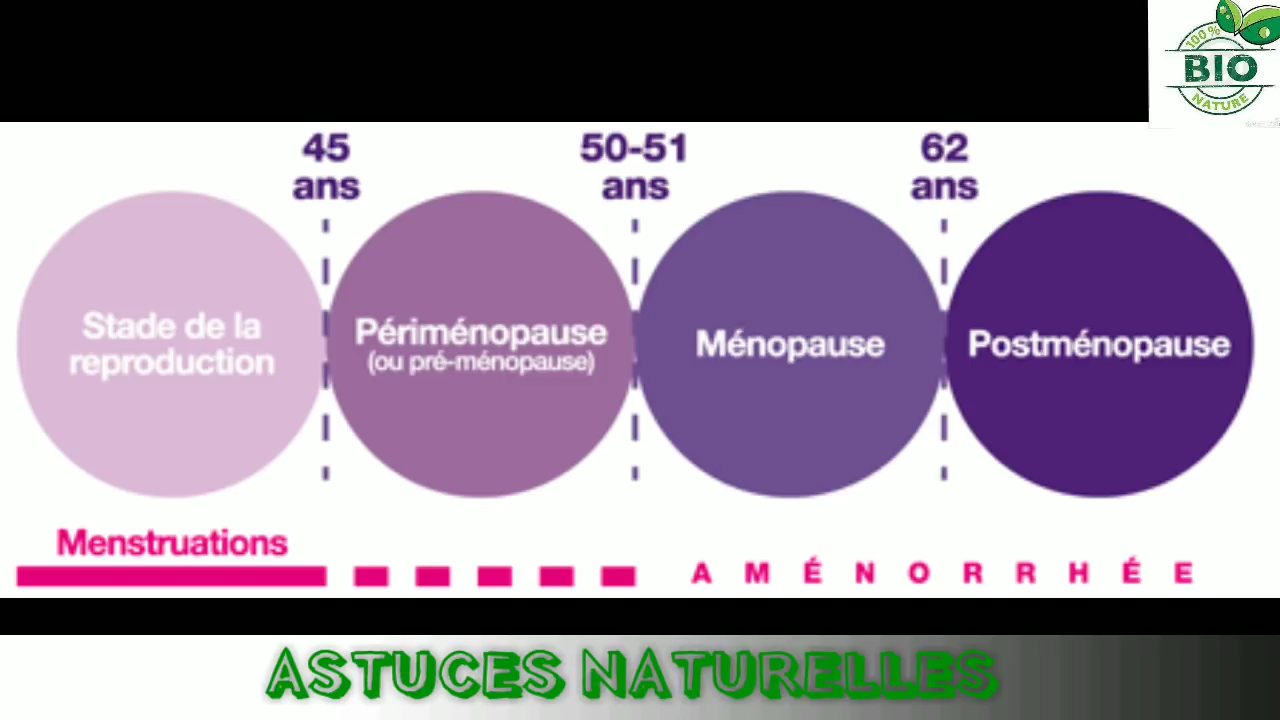 100 %
BIO
NATURE
45
ans
50-51
ans
62
ans
Stade de la
reproduction
Périménopause
(ou pré-ménopause)
Ménopause
Postménopause
Menstruations
AMÉNORRHÉE
ASTUCES NATURELLES